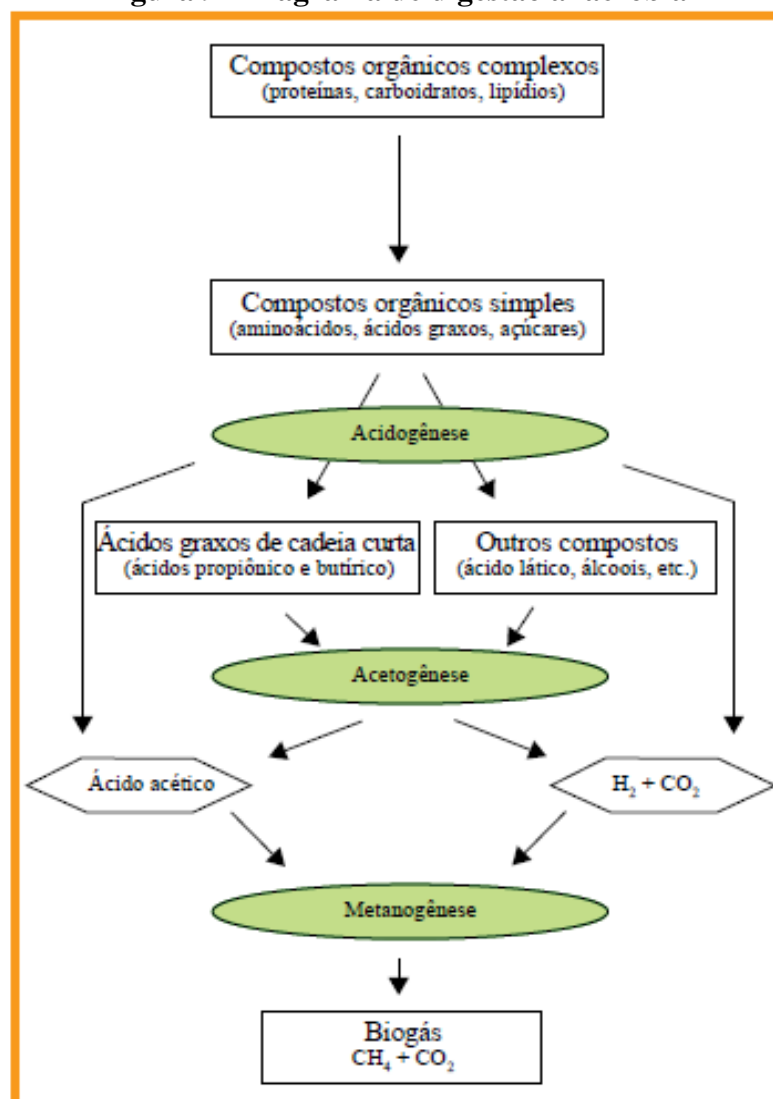 Compostos orgânicos complexos
(proteínas, carboidratos, lipídios)
Compostos orgânicos simples
(aminoácidos, ácidos graxos, açúcares)
Acidogênese
Ácidos graxos de cadeia curta
(ácidos propiônico e butírico)
Outros compostos
(ácido lático, álcoois, etc.)
Acetogênese
Ácido acético
H₂ + CO₂
Metanogênese
Biogás
CH₄ + CO₂